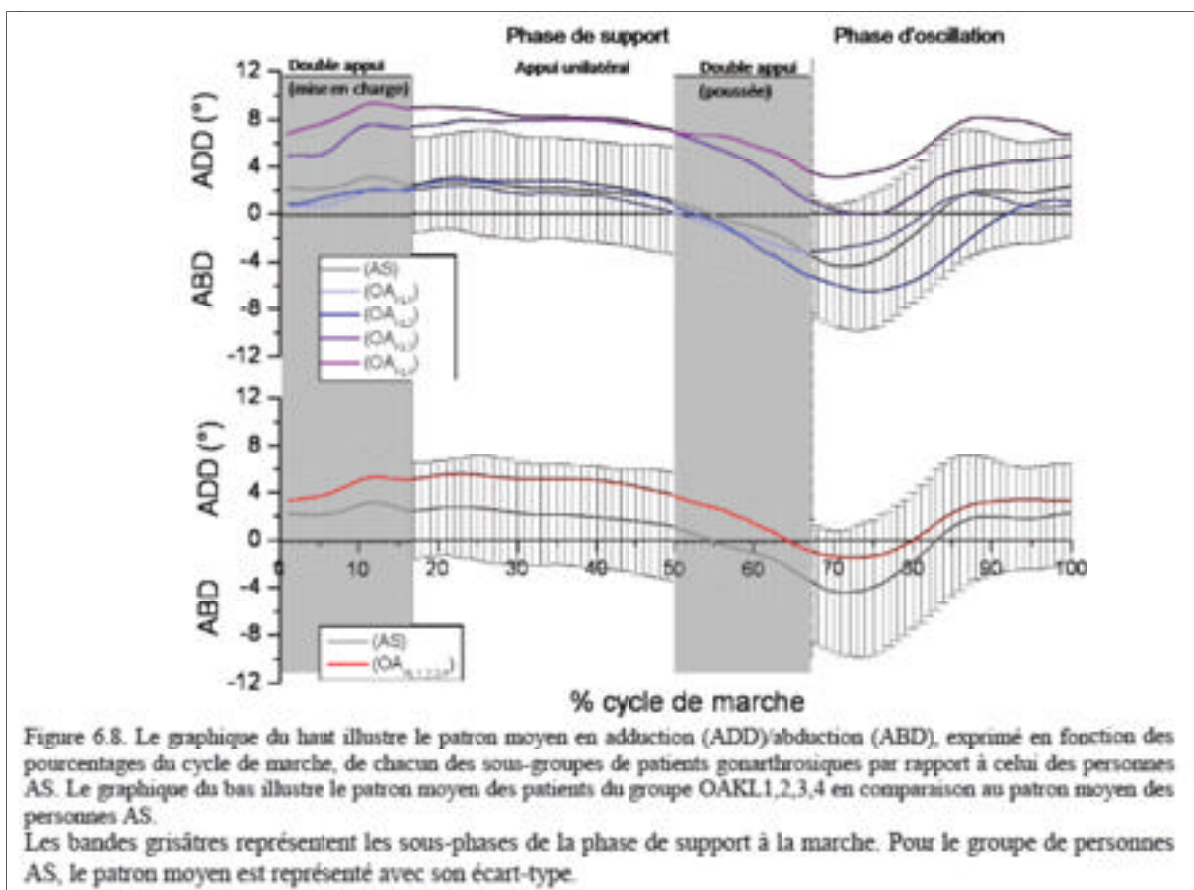 Phase de support Phase d'oscillation
Double appui Appui unilatéral Double appui
(mise en charge) (poussée)
12
8
4
0
-4
-8
-12
ADD (°)
ABD
(AS)
(OA
(OA
(OA
(OA
12
8
4
0
-4
-8
-12
ADD (°)
ABD
0 10 20 30 40 50 60 70 80 90 100
(AS)
(OA
% cycle de marche
Figure 6.8. Le graphique du haut illustre le patron moyen en adduction (ADD)/abduction (ABD), exprimé en fonction des
pourcentages du cycle de marche, de chacun des sous-groupes de patients gonarthrosiques par rapport à celui des personnes
AS. Le graphique du bas illustre le patron moyen des patients du groupe OAKL1,2,3,4 en comparaison au patron moyen des
personnes AS.
Les bandes grisâtres représentent les sous-phases de la phase de support à la marche. Pour le groupe de personnes
AS, le patron moyen est représenté avec son écart-type.